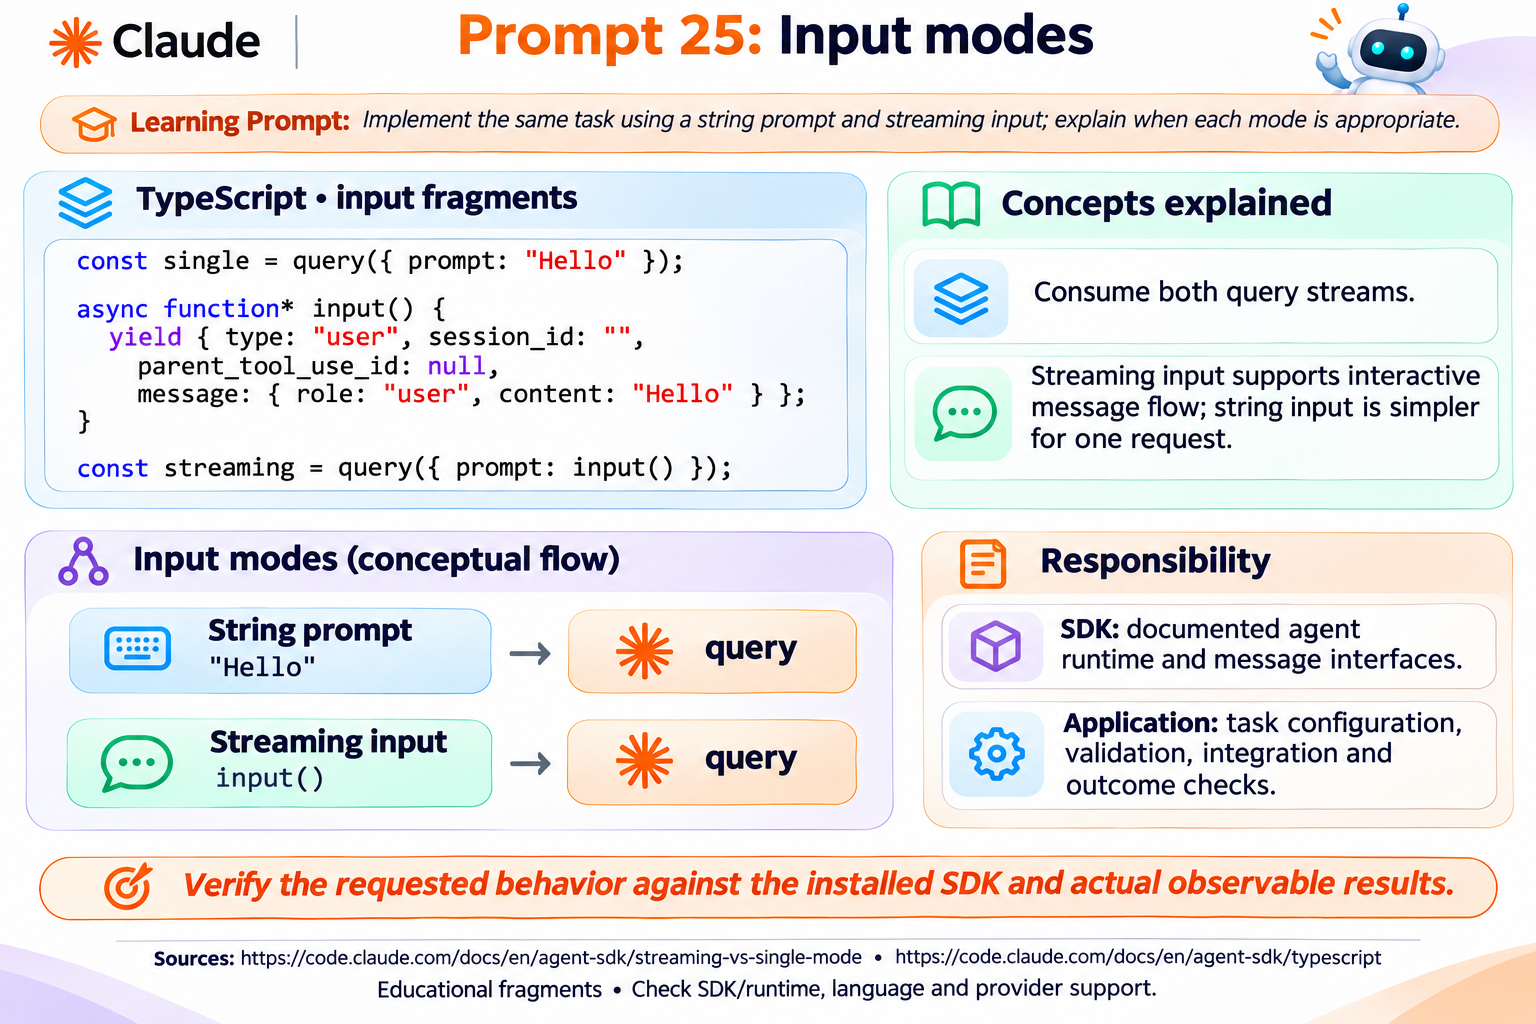 Claude
Prompt 25: Input modes
Learning Prompt: Implement the same task using a string prompt and streaming input; explain when each mode is appropriate.
TypeScript • input fragments
const single = query({ prompt: "Hello" });
async function* input() {
yield { type: "user", session_id: "",
parent_tool_use_id: null,
message: { role: "user", content: "Hello" } };
}
const streaming = query({ prompt: input() });
Concepts explained
Consume both query streams.
Streaming input supports interactive
message flow; string input is simpler
for one request.
Input modes (conceptual flow)
String prompt
"Hello"
query
Streaming input
input()
query
Responsibility
SDK: documented agent
runtime and message interfaces.
Application: task configuration,
validation, integration and
outcome checks.
Verify the requested behavior against the installed SDK and actual observable results.
Sources: https://code.claude.com/docs/en/agent-sdk/streaming-vs-single-mode • https://code.claude.com/docs/en/agent-sdk/typescript
Educational fragments • Check SDK/runtime, language and provider support.